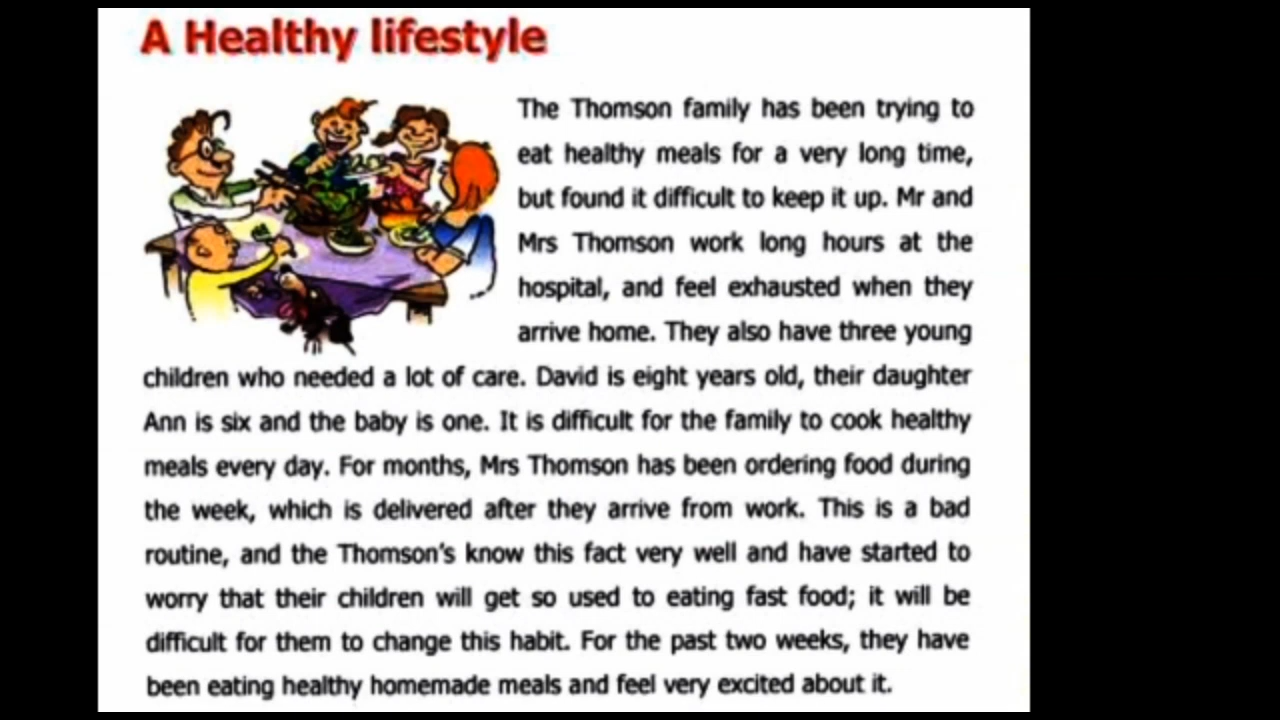 A Healthy lifestyle
The Thomson family has been trying to
eat healthy meals for a very long time,
but found it difficult to keep it up. Mr and
Mrs Thomson work long hours at the
hospital, and feel exhausted when they
arrive home. They also have three young
children who needed a lot of care. David is eight years old, their daughter
Ann is six and the baby is one. It is difficult for the family to cook healthy
meals every day. For months, Mrs Thomson has been ordering food during
the week, which is delivered after they arrive from work. This is a bad
routine, and the Thomson's know this fact very well and have started to
worry that their children will get so used to eating fast food; it will be
difficult for them to change this habit. For the past two weeks, they have
been eating healthy homemade meals and feel very excited about it.